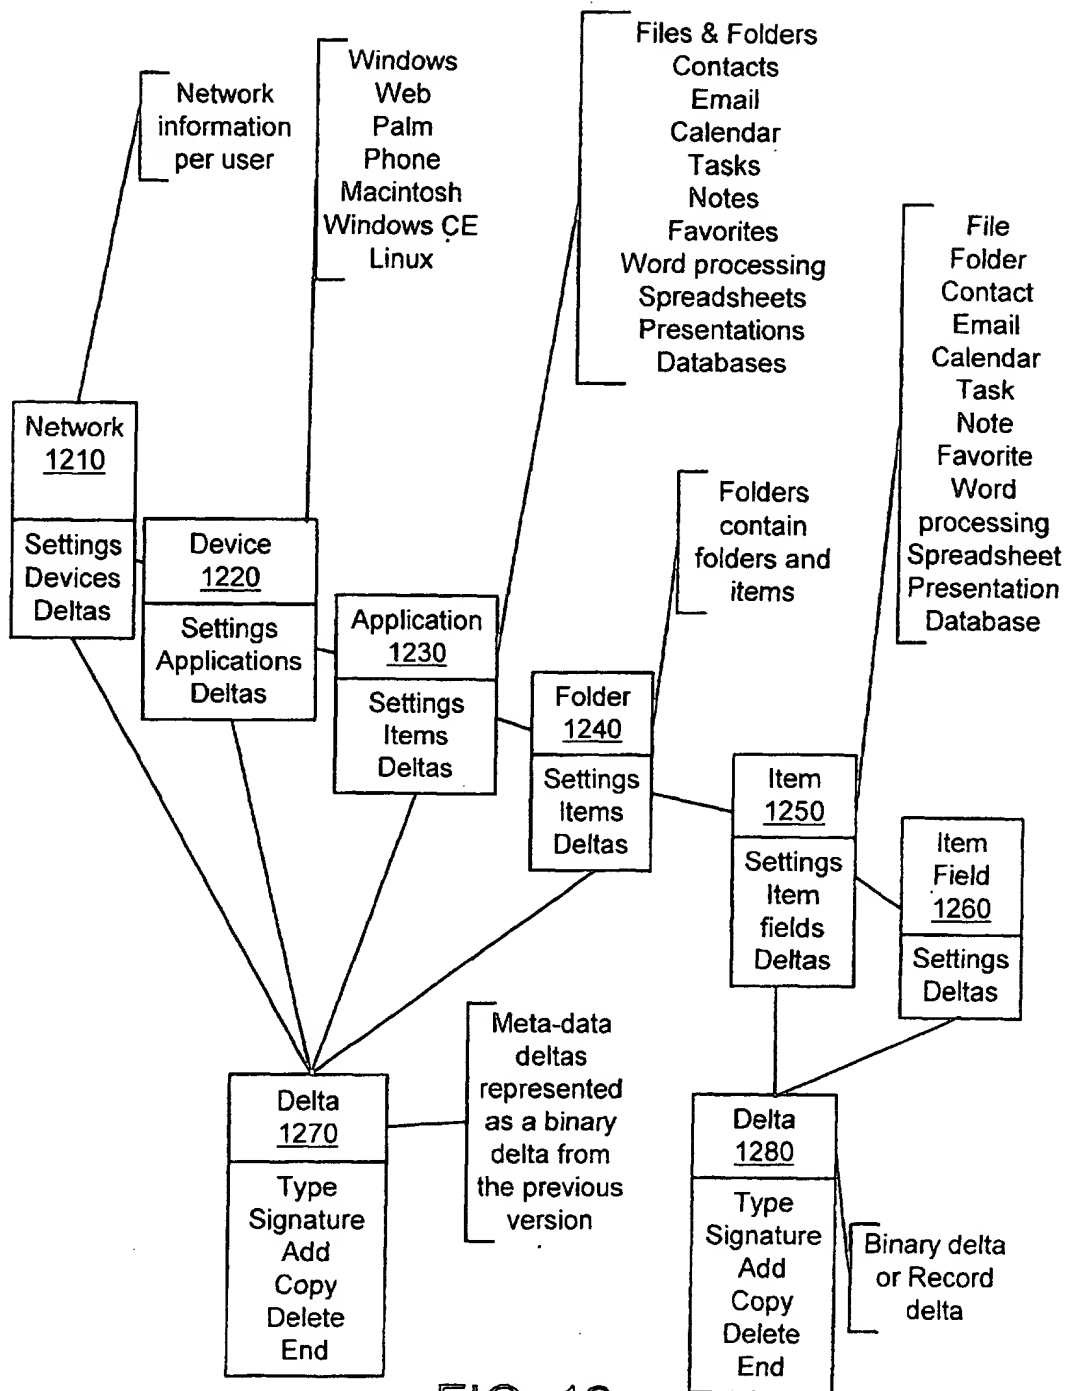 Network
information
per user
Windows
Web
Palm
Phone
Macintosh
Windows CE
Linux
Files & Folders
Contacts
Email
Calendar
Tasks
Notes
Favorites
Word processing
Spreadsheets
Presentations
Databases
File
Folder
Contact
Email
Calendar
Task
Note
Favorite
Word
processing
Spreadsheet
Presentation
Database
Folders
contain
folders and
items
Network
1210
Settings
Devices
Deltas
Device
1220
Settings
Applications
Deltas
Application
1230
Settings
Items
Deltas
Folder
1240
Settings
Items
Deltas
Item
1250
Settings
Item
fields
Deltas
Item
Field
1260
Settings
Deltas
Delta
1270
Type
Signature
Add
Copy
Delete
End
Meta-data
deltas
represented
as a binary
delta from
the previous
version
Delta
1280
Type
Signature
Add
Copy
Delete
End
Binary delta
or Record
delta